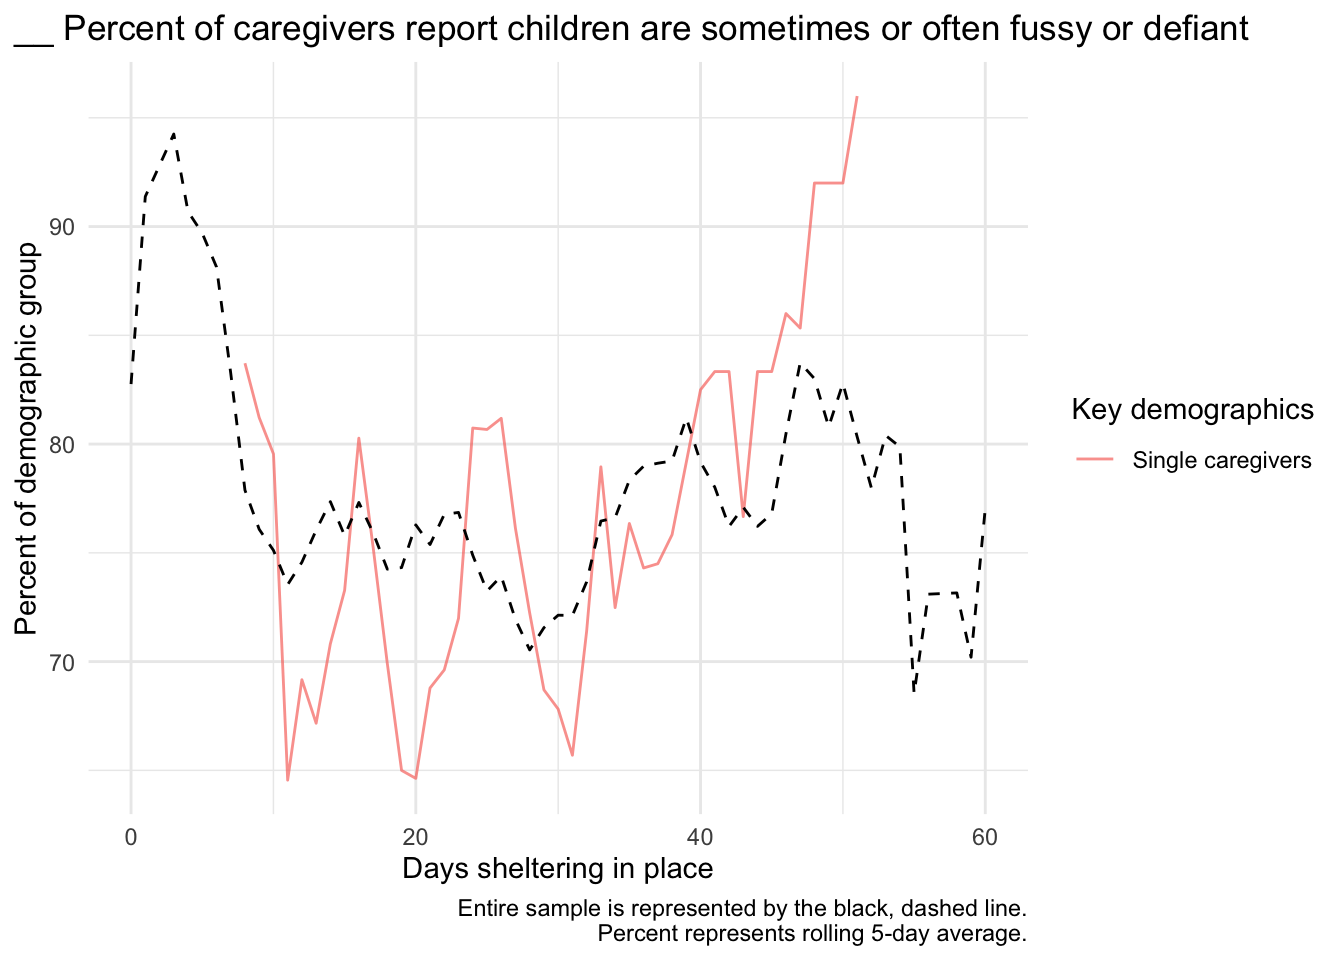 __ Percent of caregivers report children are sometimes or often fussy or defiant
Percent of demographic group
90
80
70
0
20
40
60
Days sheltering in place
Key demographics
Single caregivers
Entire sample is represented by the black, dashed line.
Percent represents rolling 5-day average.